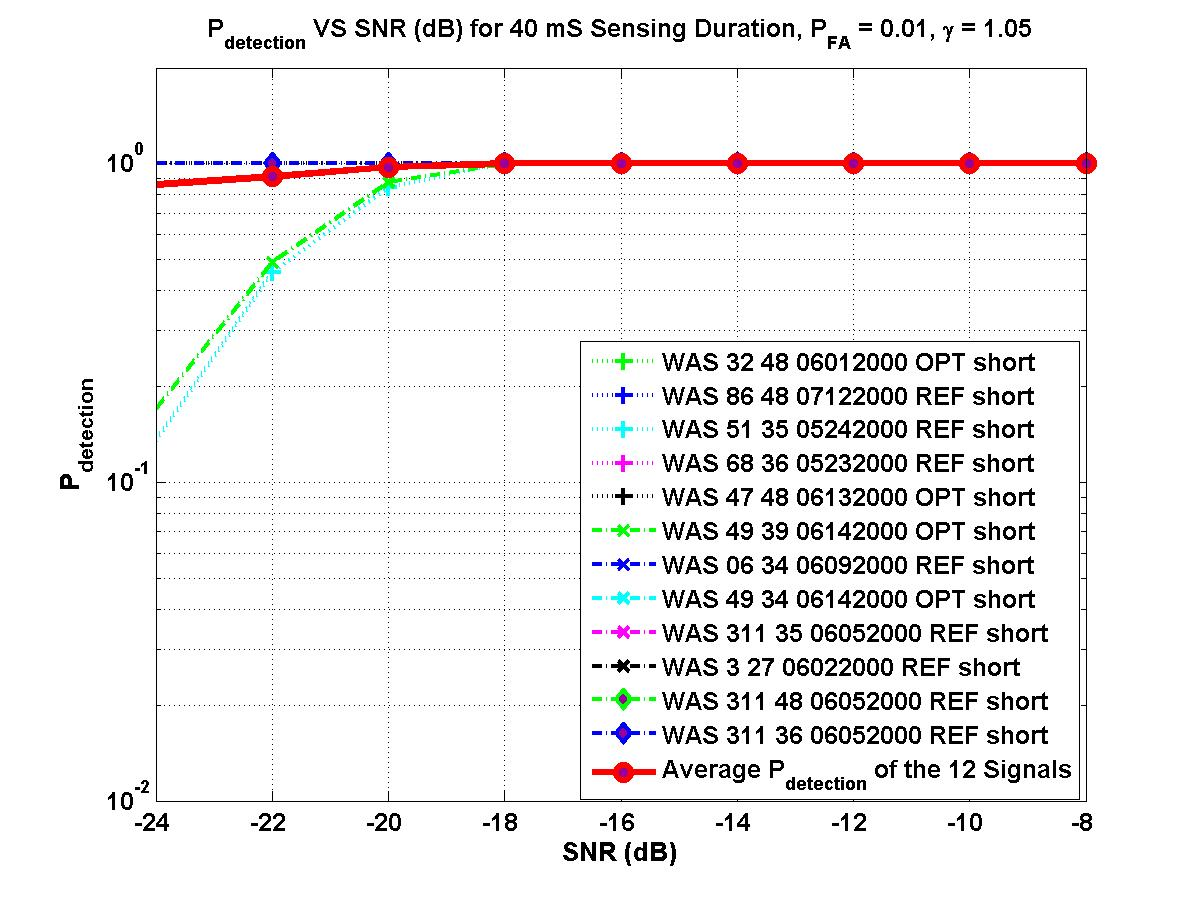 P_detection VS SNR (dB) for 40 mS Sensing Duration, P_FA = 0.01, γ = 1.05
10^0
10^-1
10^-2
P_detection
WAS 32 48 06012000 OPT short
WAS 86 48 07122000 REF short
WAS 51 35 05242000 REF short
WAS 68 36 05232000 REF short
WAS 47 48 06132000 OPT short
WAS 49 39 06142000 OPT short
WAS 06 34 06092000 REF short
WAS 49 34 06142000 OPT short
WAS 311 35 06052000 REF short
WAS 3 27 06022000 REF short
WAS 311 48 06052000 REF short
WAS 311 36 06052000 REF short
Average P_detection of the 12 Signals
-24 -22 -20 -18 -16 -14 -12 -10 -8
SNR (dB)